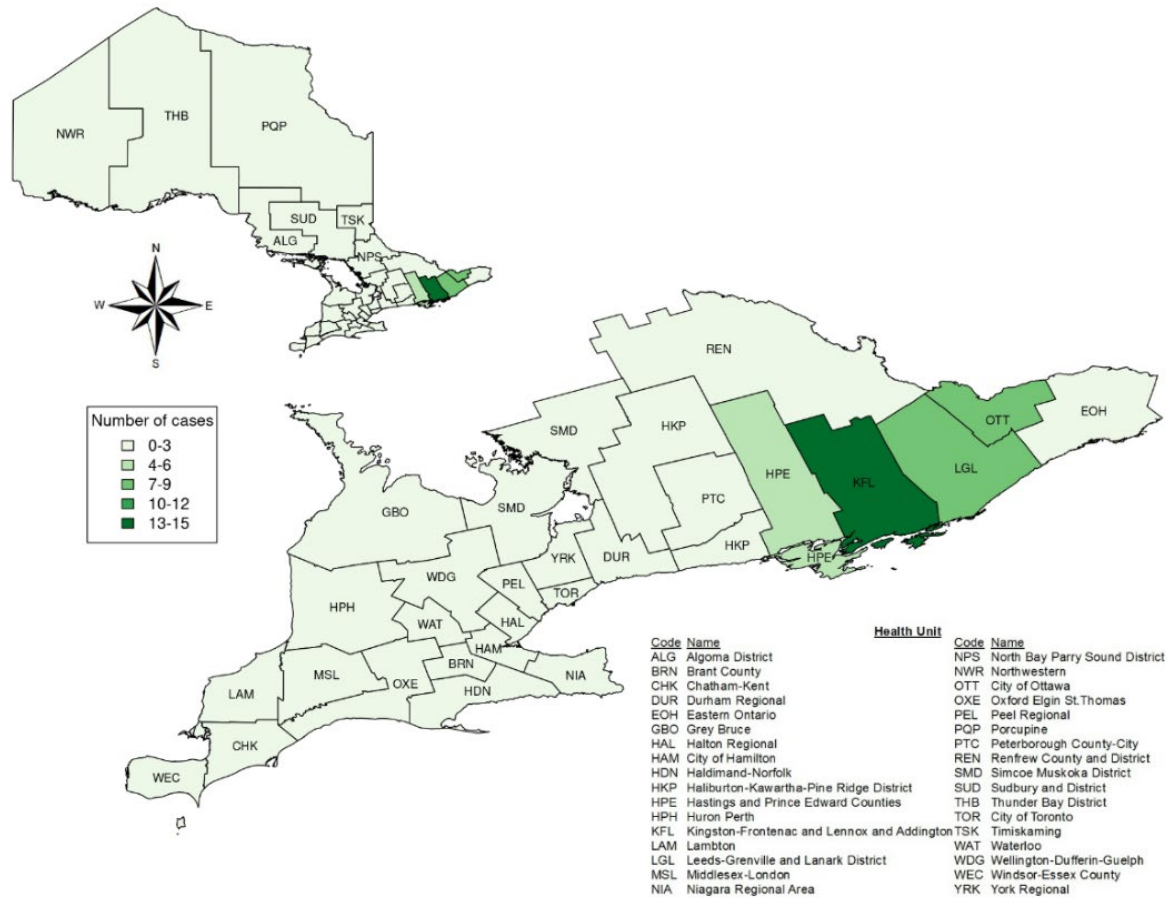 NWR
THB
PQP
SUD
TSK
ALG
NPS
N
W
E
S
Number of cases
0-3
4-6
7-9
10-12
13-15
REN
SMD
HKP
OTT
EOH
HPE
KFL
LGL
PTC
GBO
SMD
HKP
HPE
YRK
DUR
WDG
PEL
TOR
HPH
WAT
HAL
HAM
MSL
BRN
OXE
NIA
LAM
HDN
CHK
WEC
Health Unit
Code Name
ALG Algoma District
BRN Brant County
CHK Chatham-Kent
DUR Durham Regional
EOH Eastern Ontario
GBO Grey Bruce
HAL Halton Regional
HAM City of Hamilton
HDN Haldimand-Norfolk
HKP Haliburton-Kawartha-Pine Ridge District
HPE Hastings and Prince Edward Counties
HPH Huron Perth
KFL Kingston-Frontenac and Lennox and Addington
LAM Lambton
LGL Leeds-Grenville and Lanark District
MSL Middlesex-London
NIA Niagara Regional Area
Code Name
NPS North Bay Parry Sound District
NWR Northwestern
OTT City of Ottawa
OXE Oxford Elgin St.Thomas
PEL Peel Regional
PQP Porcupine
PTC Peterborough County-City
REN Renfrew County and District
SMD Simcoe Muskoka District
SUD Sudbury and District
THB Thunder Bay District
TOR City of Toronto
TSK Timiskaming
WAT Waterloo
WDG Wellington-Dufferin-Guelph
WEC Windsor-Essex County
YRK York Regional